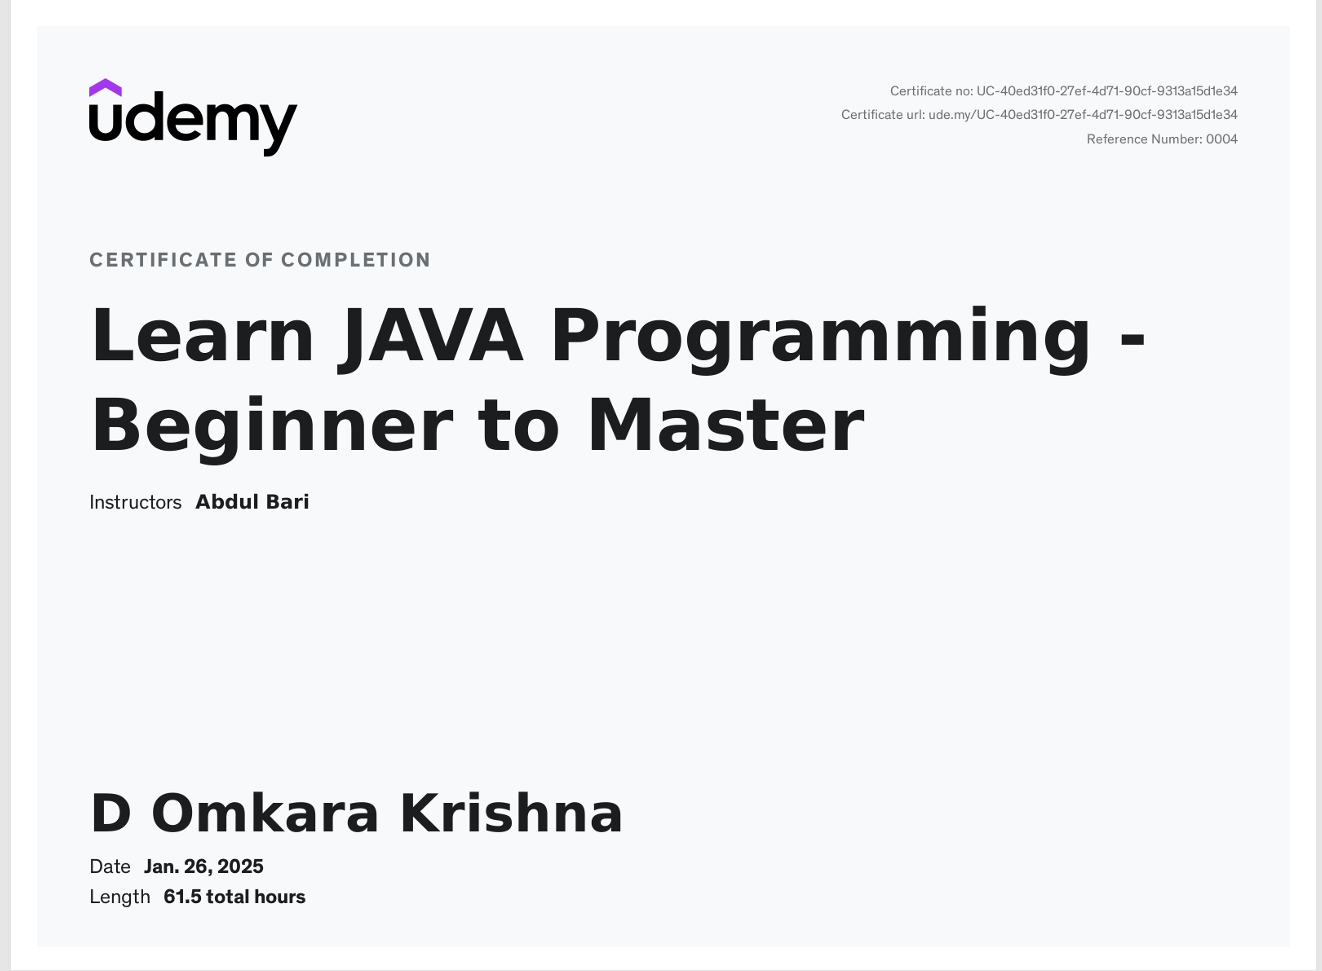 udemy
Certificate no: UC-40ed31f0-27ef-4d71-90cf-9313a15d1e34
Certificate url: ude.my/UC-40ed31f0-27ef-4d71-90cf-9313a15d1e34
Reference Number: 0004
CERTIFICATE OF COMPLETION
Learn JAVA Programming -
Beginner to Master
Instructors Abdul Bari
D Omkara Krishna
Date Jan. 26, 2025
Length 61.5 total hours